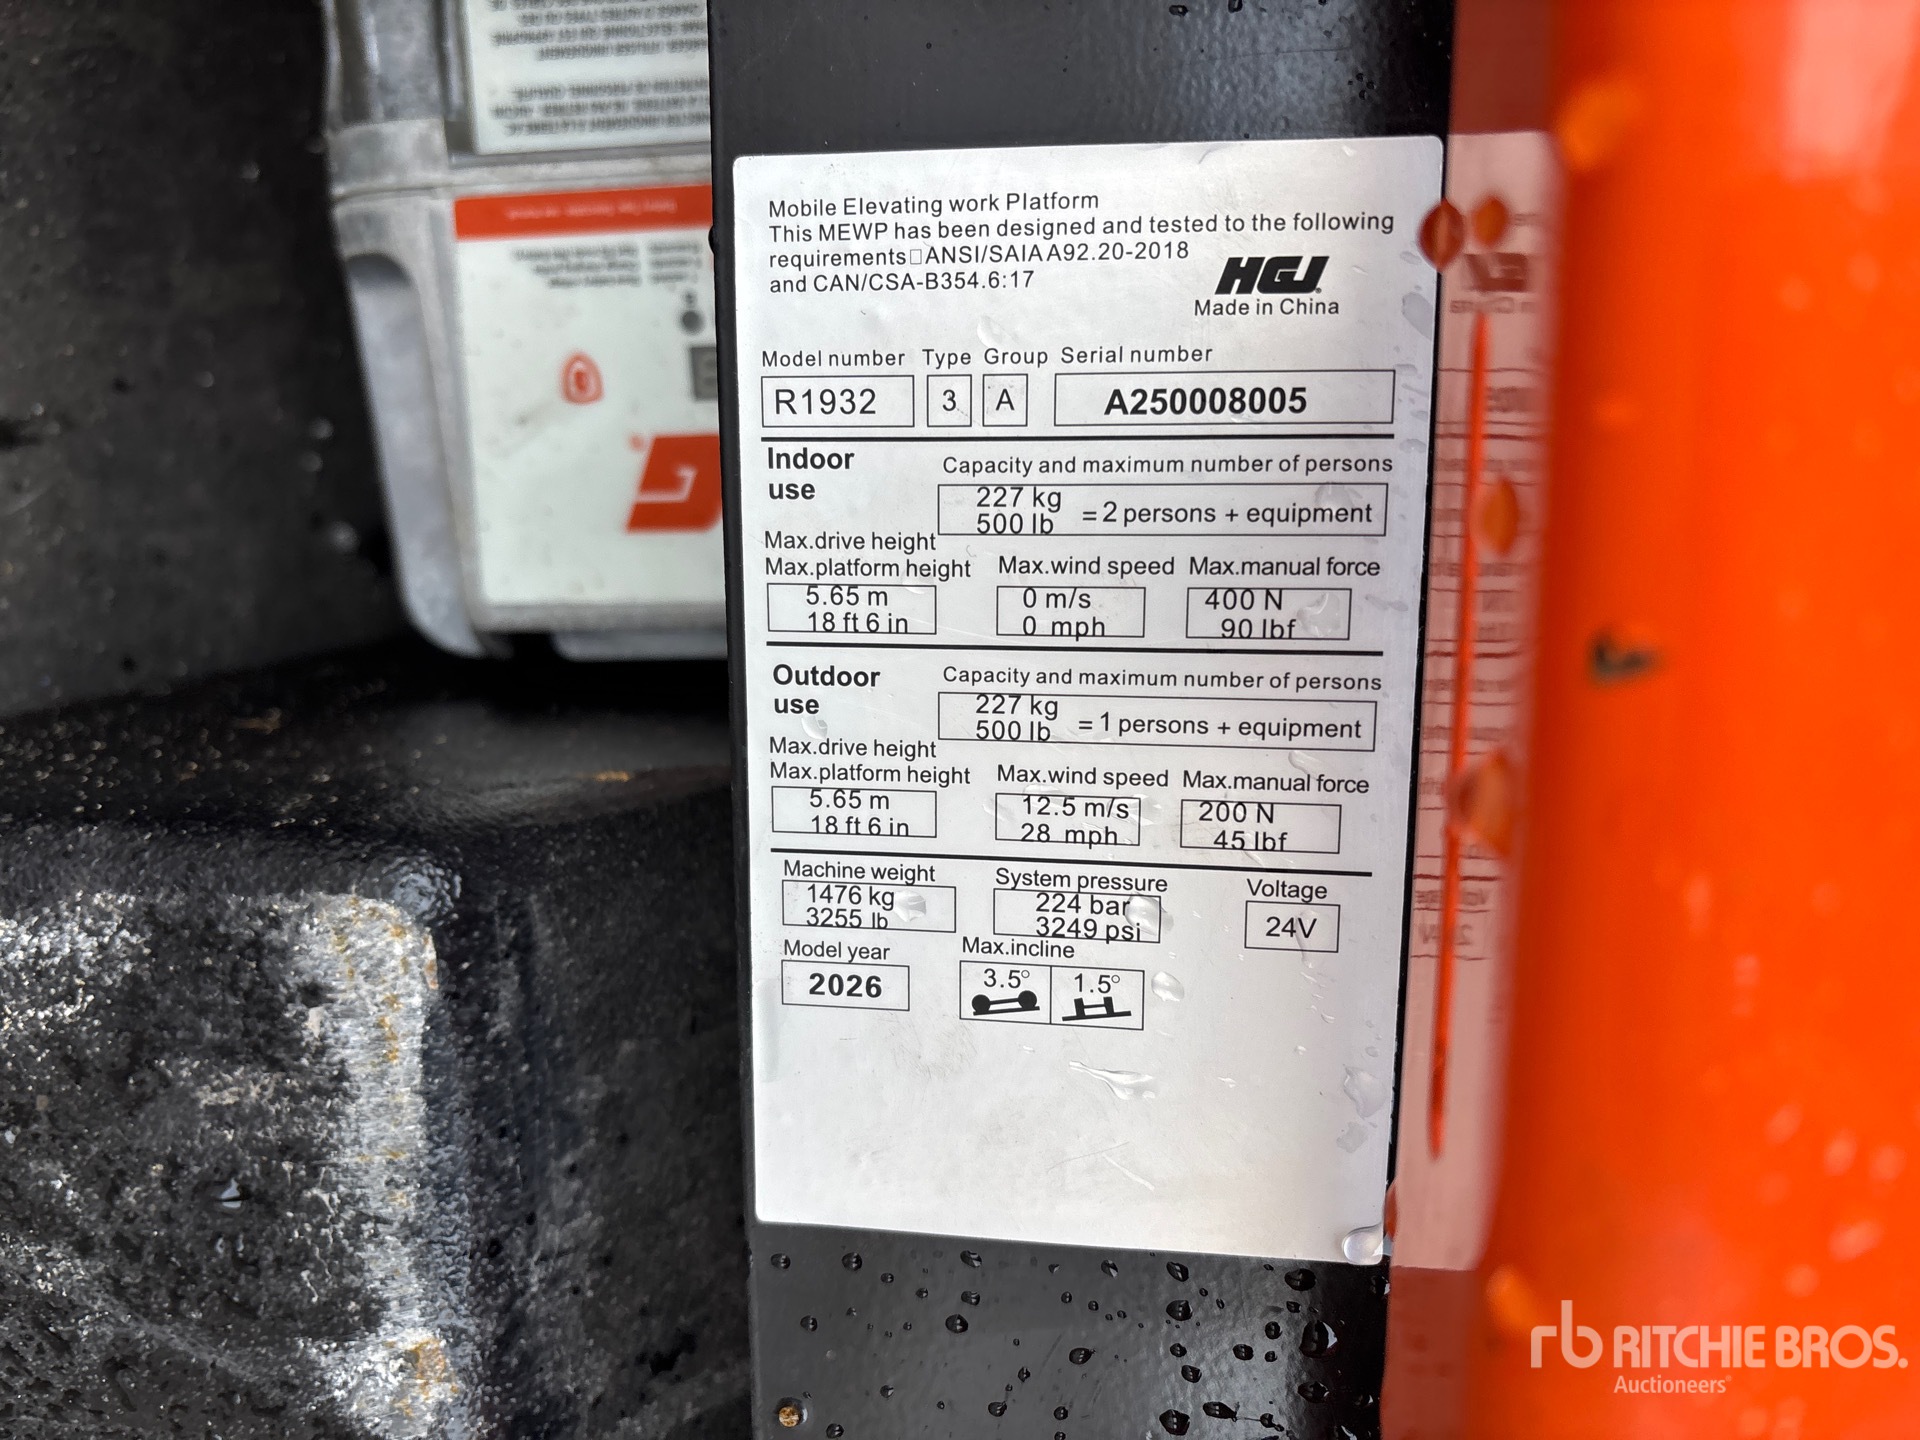 Mobile Elevating work Platform
This MEWP has been designed and tested to the following
requirements□ANSI/SAIA A92.20-2018
and CAN/CSA-B354.6:17
HGJ
Made in China
Model number Type Group Serial number
R1932 3 A A250008005
Indoor use
Capacity and maximum number of persons
227 kg
500 lb = 2 persons + equipment
Max.drive height
Max.platform height Max.wind speed Max.manual force
5.65 m 0 m/s 400 N
18 ft 6 in 0 mph 90 lbf
Outdoor use
Capacity and maximum number of persons
227 kg
500 lb = 1 persons + equipment
Max.drive height
Max.platform height Max.wind speed Max.manual force
5.65 m 12.5 m/s 200 N
18 ft 6 in 28 mph 45 lbf
Machine weight System pressure Voltage
1476 kg 224 bar 24V
3255 lb 3249 psi
Model year Max.incline
2026 3.5° 1.5°
rb RITCHIE BROS.
Auctioneers